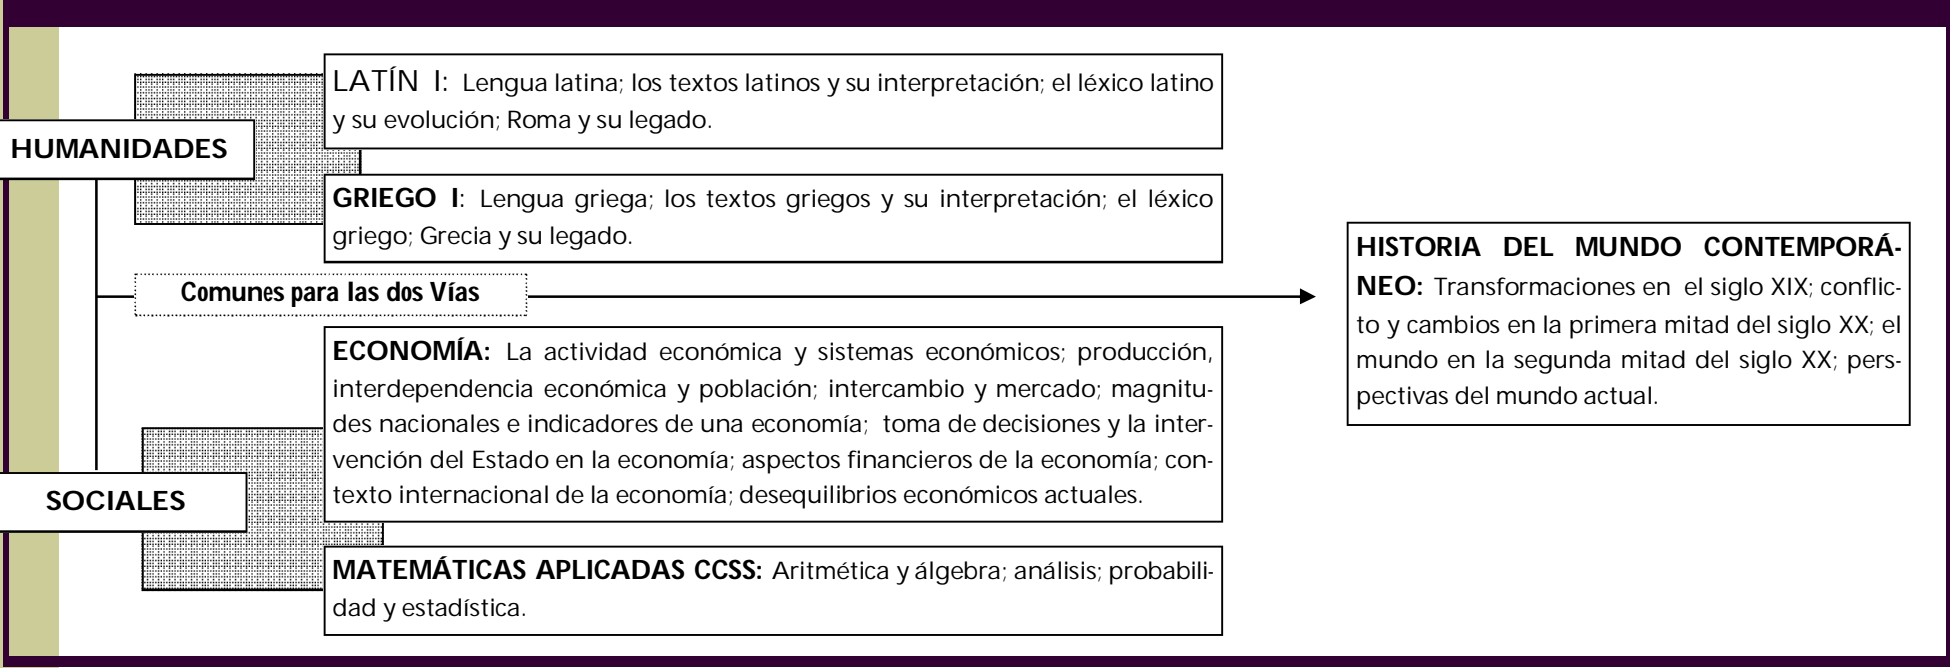 HUMANIDADES
LATÍN I: Lengua latina; los textos latinos y su interpretación; el léxico latino
y su evolución; Roma y su legado.
GRIEGO I: Lengua griega; los textos griegos y su interpretación; el léxico
griego; Grecia y su legado.
Comunes para las dos Vías
HISTORIA DEL MUNDO CONTEMPORÁ-
NEO: Transformaciones en el siglo XIX; conflic-
to y cambios en la primera mitad del siglo XX; el
mundo en la segunda mitad del siglo XX; pers-
pectivas del mundo actual.
SOCIALES
ECONOMÍA: La actividad económica y sistemas económicos; producción,
interdependencia económica y población; intercambio y mercado; magnitu-
des nacionales e indicadores de una economía; toma de decisiones y la inter-
vención del Estado en la economía; aspectos financieros de la economía; con-
texto internacional de la economía; desequilibrios económicos actuales.
MATEMÁTICAS APLICADAS CCSS: Aritmética y álgebra; análisis; probabili-
dad y estadística.